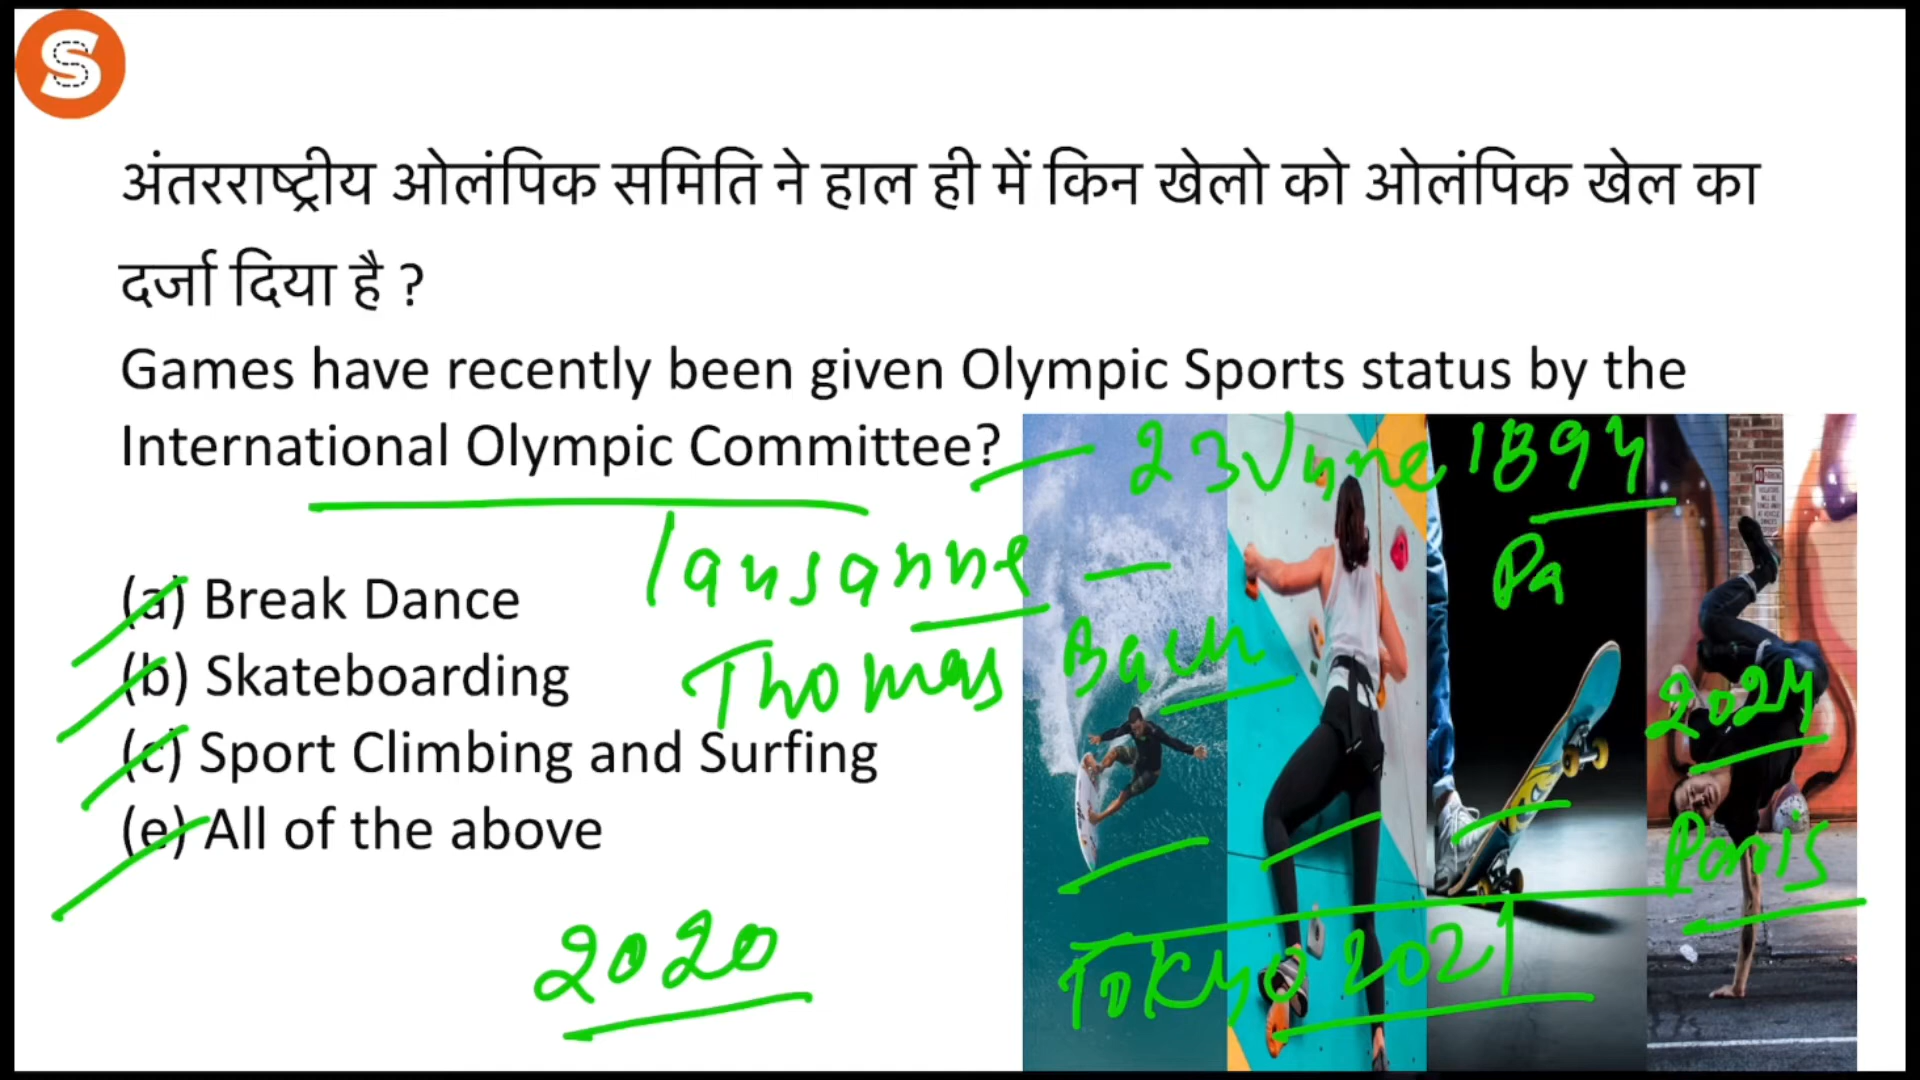 S
अंतरराष्ट्रीय ओलंपिक समिति ने हाल ही में किन खेलो को ओलंपिक खेल का
दर्जा दिया है ?
Games have recently been given Olympic Sports status by the
International Olympic Committee?
23 June 1894
lausanne
Pa
(a) Break Dance
(b) Skateboarding
Thomas Bach
2024
(c) Sport Climbing and Surfing
(e) All of the above
Paris
2020
Tokyo 2021